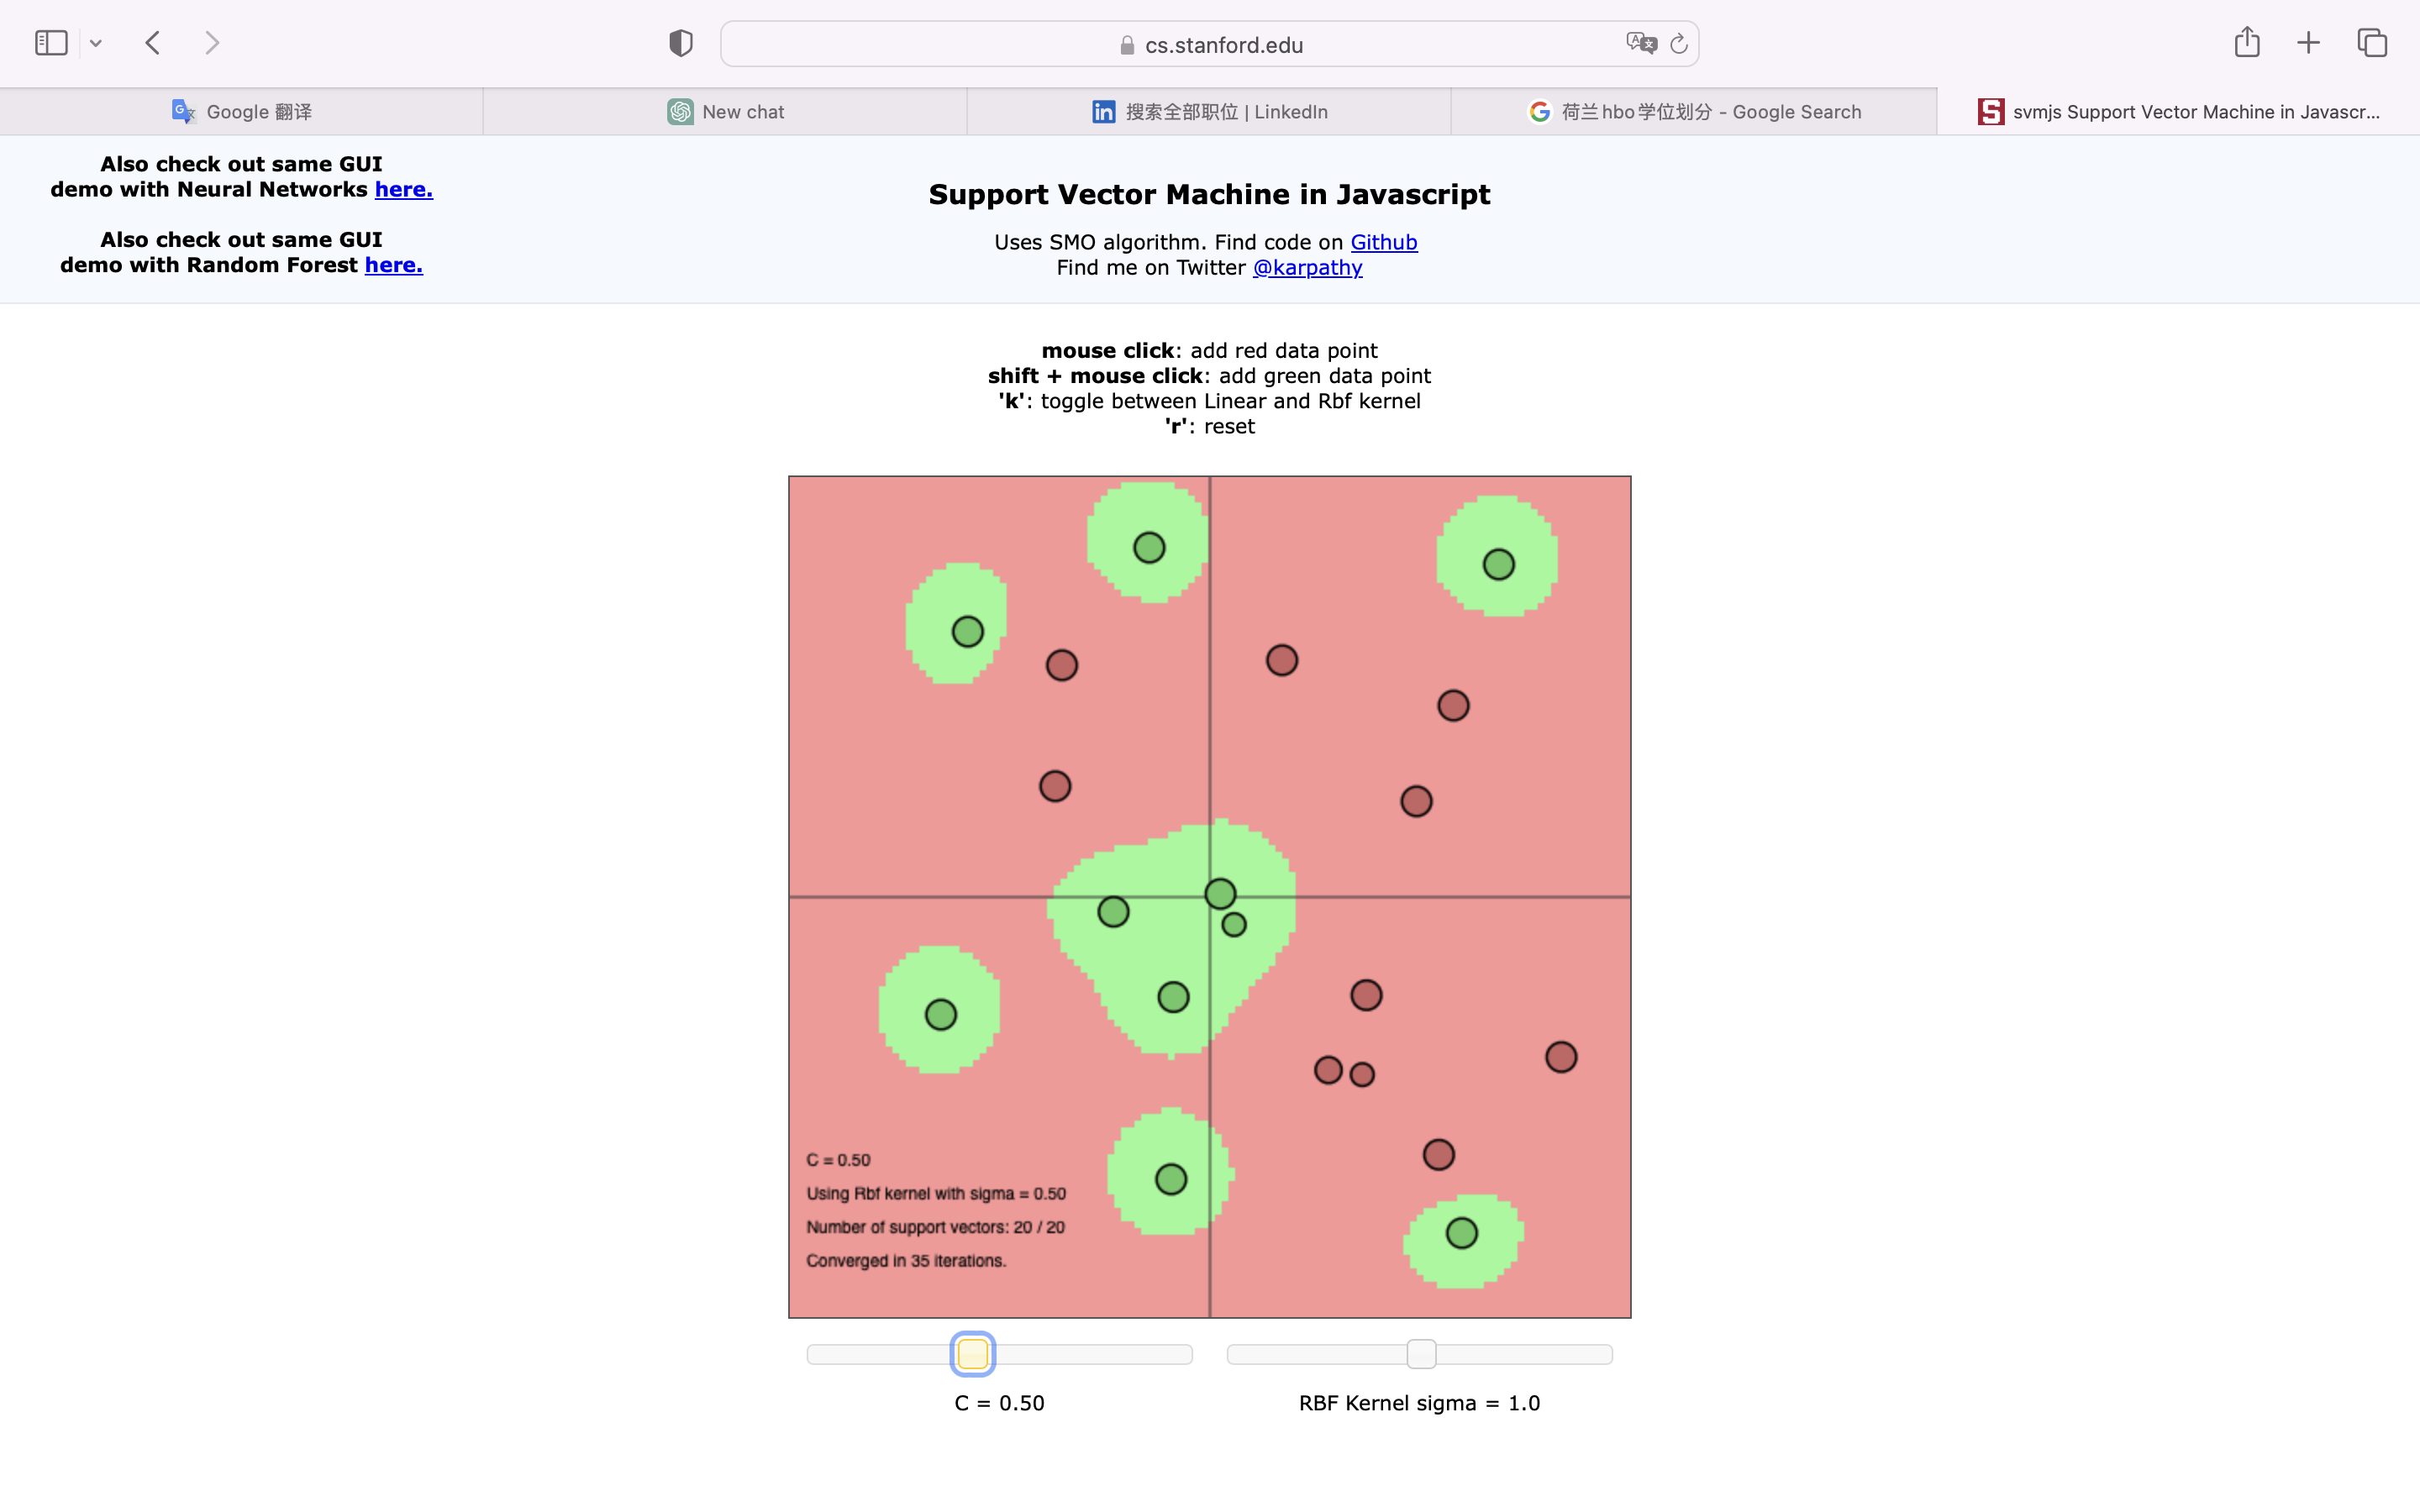 cs.stanford.edu
Google 翻译
New chat
搜索全部职位 | LinkedIn
荷兰hbo学位划分 - Google Search
svmjs Support Vector Machine in Javascr...
Also check out same GUI
demo with Neural Networks here.
Also check out same GUI
demo with Random Forest here.
Support Vector Machine in Javascript
Uses SMO algorithm. Find code on Github
Find me on Twitter @karpathy
mouse click: add red data point
shift + mouse click: add green data point
'k': toggle between Linear and Rbf kernel
'r': reset
C = 0.50
Using Rbf kernel with sigma = 0.50
Number of support vectors: 20 / 20
Converged in 35 iterations.
C = 0.50
RBF Kernel sigma = 1.0